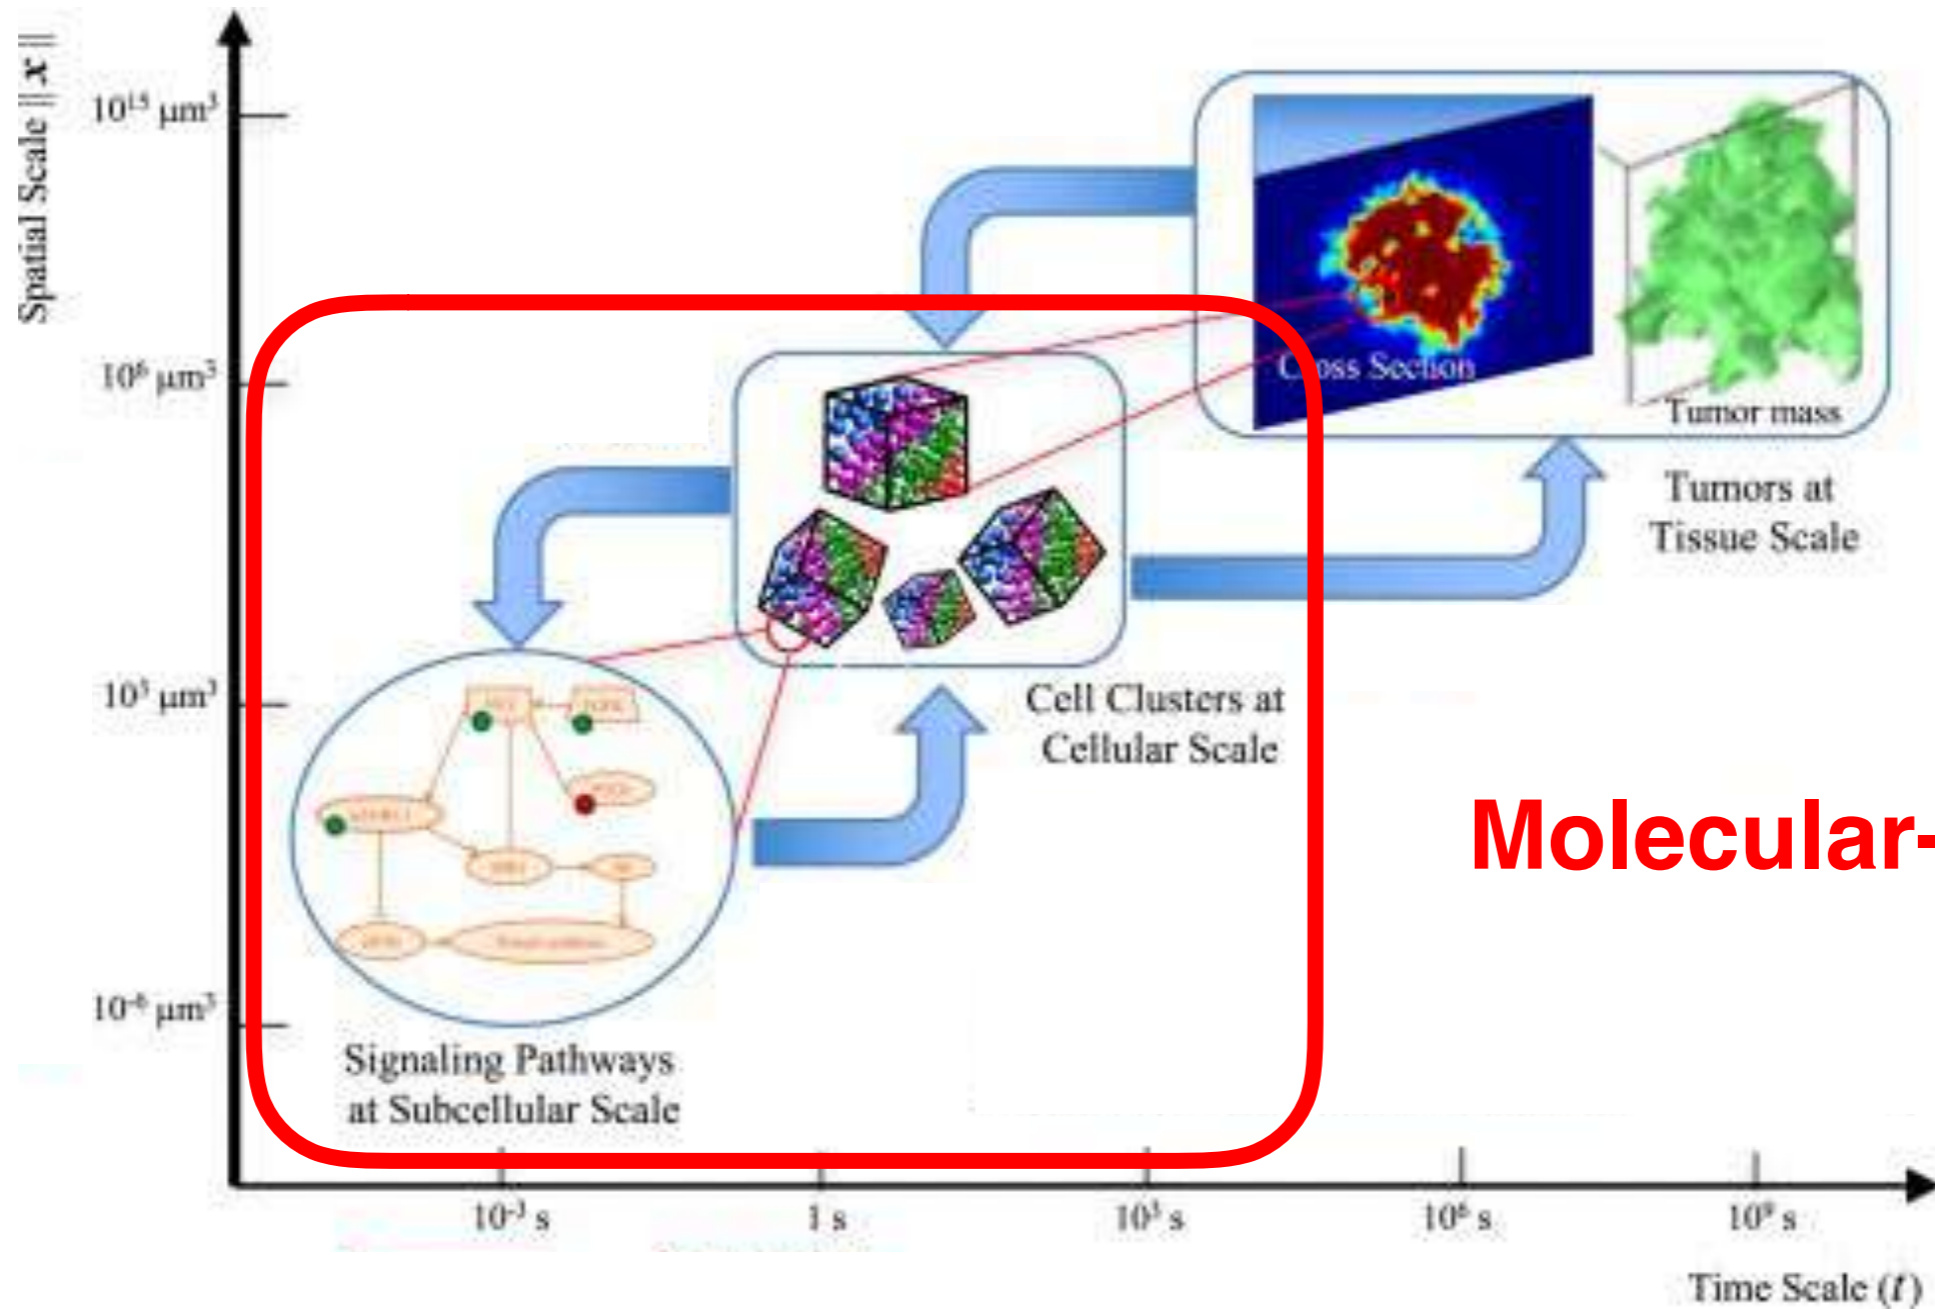 Spatial Scale || x ||
10¹⁵ μm³
10⁶ μm³
10³ μm³
10⁻⁶ μm³
Cross Section
Tumor mass
Tumors at
Tissue Scale
Cell Clusters at
Cellular Scale
Molecular-
Signaling Pathways
at Subcellular Scale
10⁻³ s
1 s
10³ s
10⁶ s
10⁹ s
Time Scale (t)